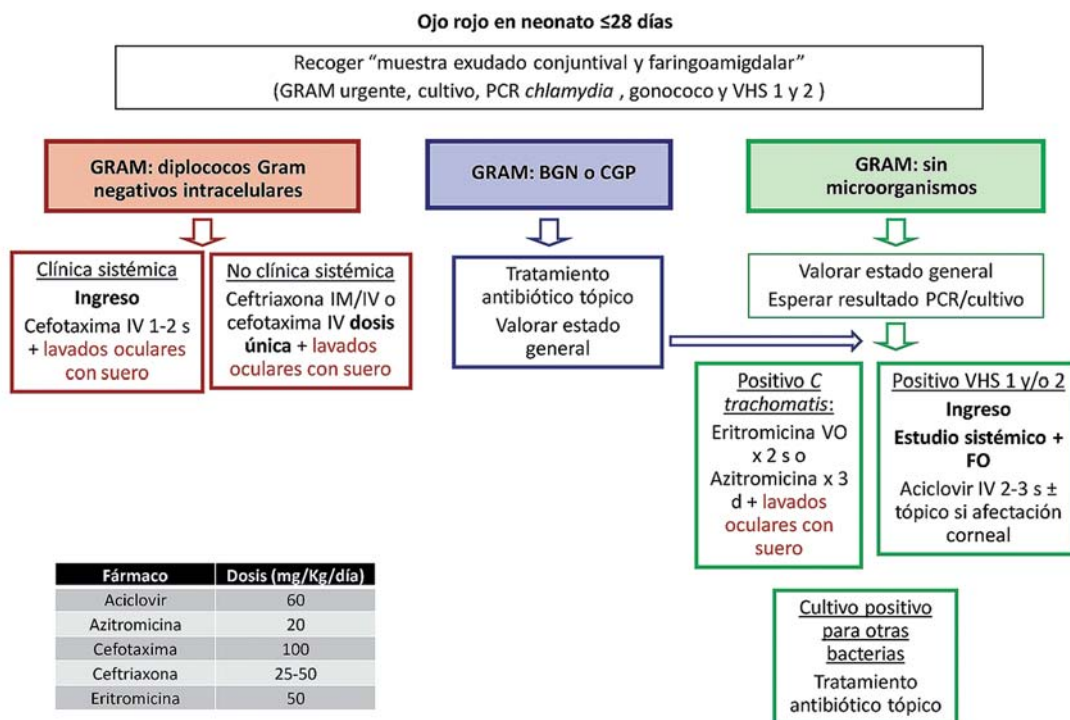 Ojo rojo en neonato ≤28 días
Recoger “muestra exudado conjuntival y faringoamigdalar”
(GRAM urgente, cultivo, PCR chlamydia , gonococo y VHS 1 y 2 )
GRAM: diplococos Gram
negativos intracelulares
Clínica sistémica
Ingreso
Cefotaxima IV 1-2 s
+ lavados oculares
con suero
No clínica sistémica
Ceftriaxona IM/IV o
cefotaxima IV dosis
única + lavados
oculares con suero
GRAM: BGN o CGP
Tratamiento
antibiótico tópico
Valorar estado
general
GRAM: sin
microorganismos
Valorar estado general
Esperar resultado PCR/cultivo
Positivo C
trachomatis:
Eritromicina VO
x 2 s o
Azitromicina x 3
d + lavados
oculares con
suero
Positivo VHS 1 y/o 2
Ingreso
Estudio sistémico +
FO
Aciclovir IV 2-3 s ±
tópico si afectación
corneal
Cultivo positivo
para otras
bacterias
Tratamiento
antibiótico tópico
Fármaco Dosis (mg/Kg/día)
Aciclovir 60
Azitromicina 20
Cefotaxima 100
Ceftriaxona 25-50
Eritromicina 50